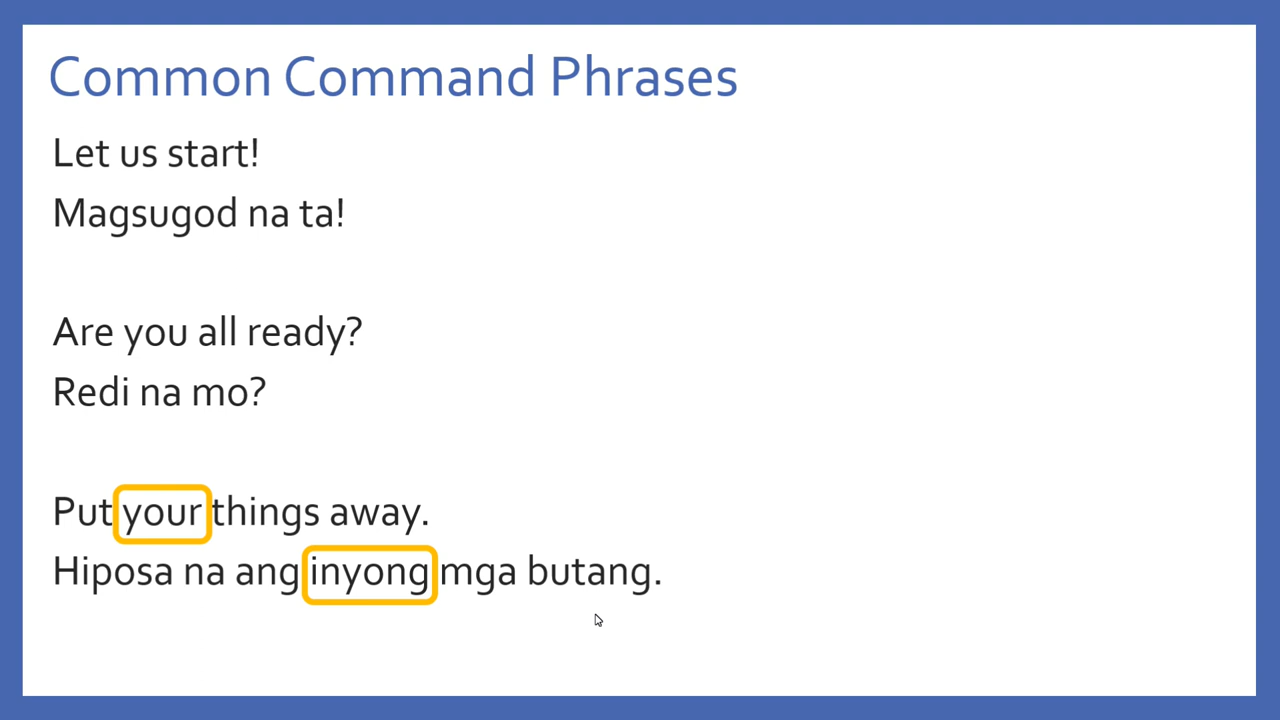 Common Command Phrases
Let us start!
Magsugod na ta!
Are you all ready?
Redi na mo?
Put your things away.
Hiposa na ang inyong mga butang.